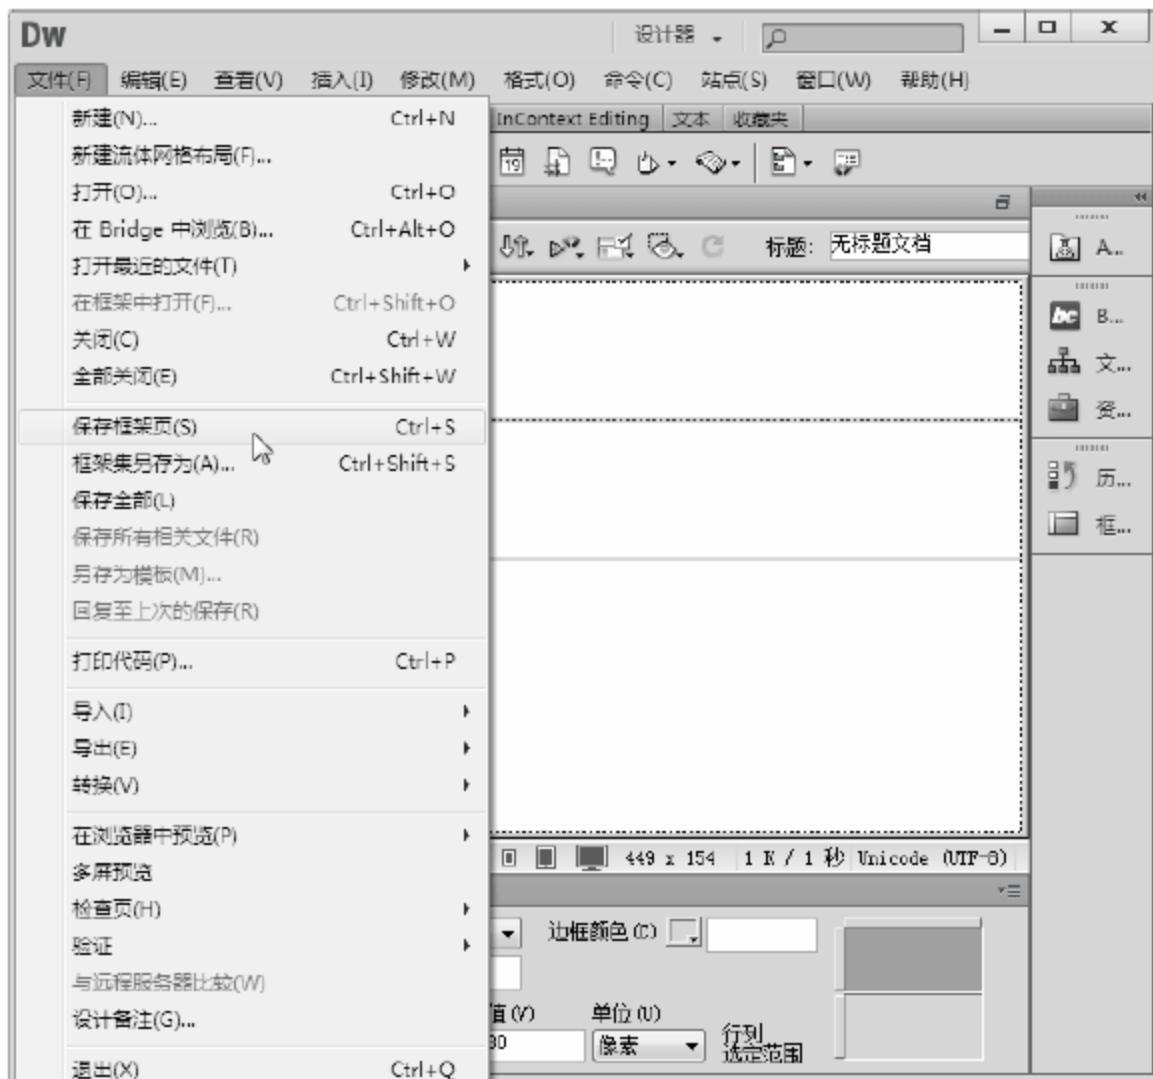 Dw
设计器
文件(F) 编辑(E) 查看(V) 插入(I) 修改(M) 格式(O) 命令(C) 站点(S) 窗口(W) 帮助(H)
新建(N)... Ctrl+N
InContext Editing 文本 收藏夹
新建流体网格布局(F)...
19
打开(O)... Ctrl+O
在 Bridge 中浏览(B)... Ctrl+Alt+O
标题: 无标题文档
A...
打开最近的文件(T)
在框架中打开(F)... Ctrl+Shift+O
bc B...
关闭(C) Ctrl+W
文...
全部关闭(E) Ctrl+Shift+W
资...
保存框架页(S) Ctrl+S
框架集另存为(A)... Ctrl+Shift+S
历...
保存全部(L)
框...
保存所有相关文件(R)
另存为模板(M)...
回复至上次的保存(R)
打印代码(P)... Ctrl+P
导入(I)
导出(E)
转换(V)
在浏览器中预览(P)
449 x 154 1 K / 1 秒 Unicode (UTF-8)
多屏预览
检查页(H)
边框颜色(C)
验证
与远程服务器比较(W)
设计备注(G)...
值(V) 单位(U)
像素
行列
选定范围
退出(X) Ctrl+Q